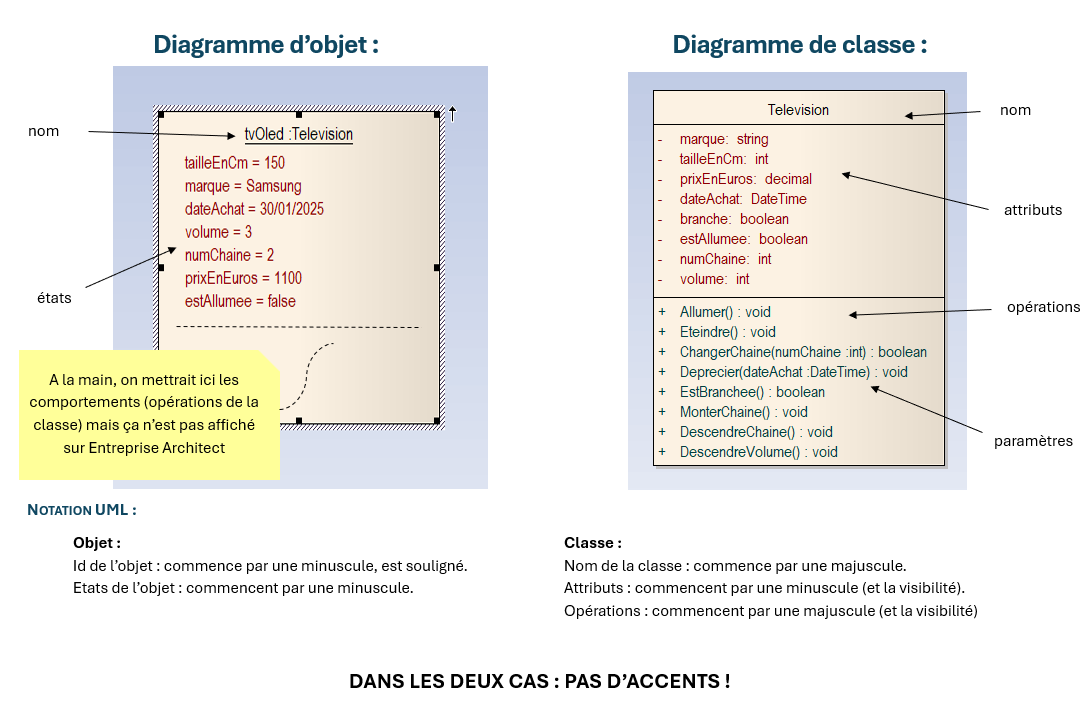 Diagramme d'objet :
nom
tvOled :Television
tailleEnCm = 150
marque = Samsung
dateAchat = 30/01/2025
volume = 3
numChaine = 2
prixEnEuros = 1100
estAllumee = false
états
A la main, on mettrait ici les
comportements (opérations de la
classe) mais ça n'est pas affiché
sur Entreprise Architect
Diagramme de classe :
Television
nom
- marque: string
- tailleEnCm: int
- prixEnEuros: decimal
- dateAchat: DateTime
- branche: boolean
- estAllumee: boolean
- numChaine: int
- volume: int
attributs
+ Allumer() : void
+ Eteindre() : void
+ ChangerChaine(numChaine :int) : boolean
+ Deprecier(dateAchat :DateTime) : void
+ EstBranchee() : boolean
+ MonterChaine() : void
+ DescendreChaine() : void
+ DescendreVolume() : void
opérations
paramètres
NOTATION UML :
Objet :
Id de l'objet : commence par une minuscule, est souligné.
Etats de l'objet : commencent par une minuscule.
Classe :
Nom de la classe : commence par une majuscule.
Attributs : commencent par une minuscule (et la visibilité).
Opérations : commencent par une majuscule (et la visibilité)
DANS LES DEUX CAS : PAS D'ACCENTS !